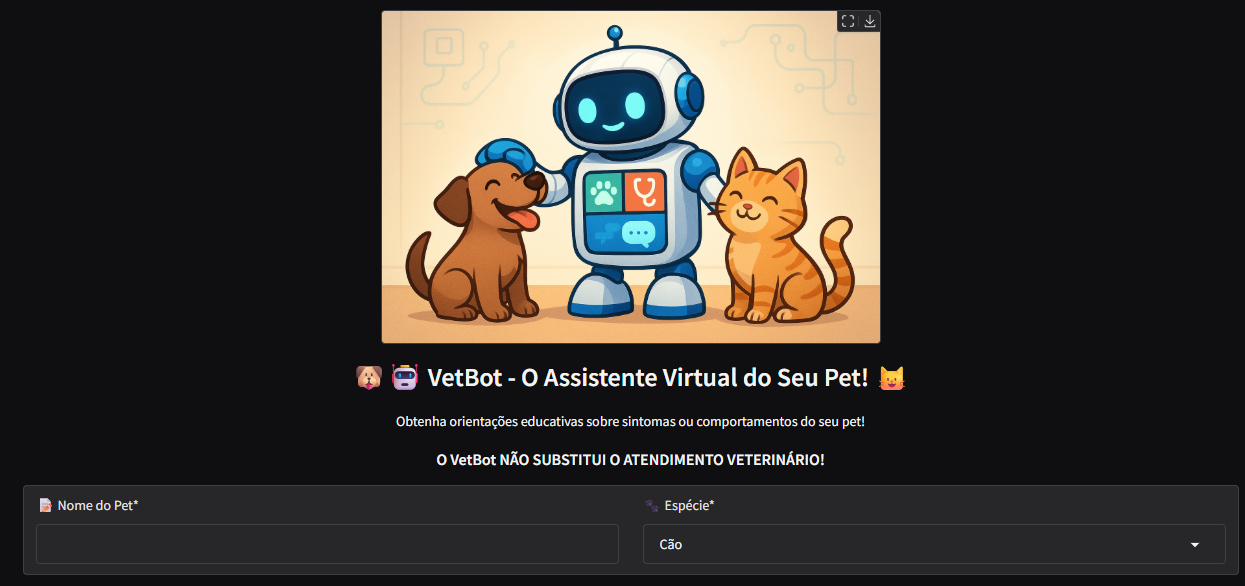 VetBot - O Assistente Virtual do Seu Pet!
Obtenha orientações educativas sobre sintomas ou comportamentos do seu pet!
O VetBot NÃO SUBSTITUI O ATENDIMENTO VETERINÁRIO!
Nome do Pet*
Espécie*
Cão